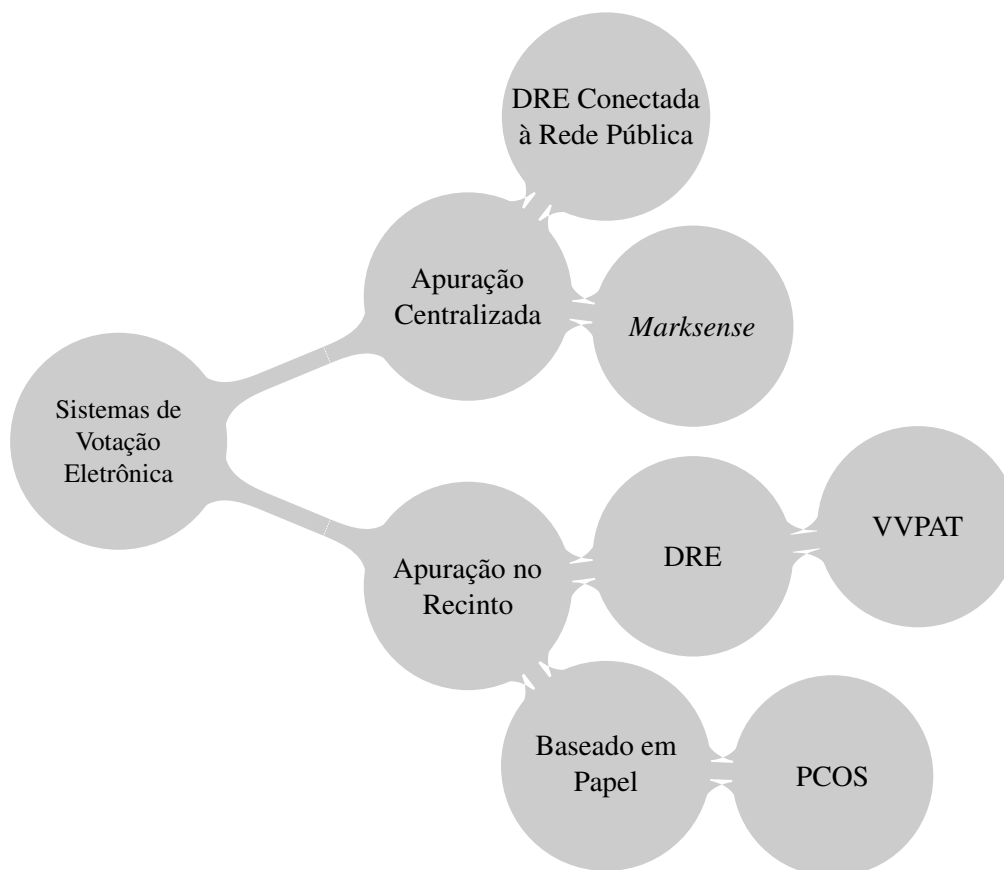 DRE Conectada
à Rede Pública
Apuração
Centralizada
Marksense
Sistemas de
Votação
Eletrônica
Apuração no
Recinto
DRE
VVPAT
Baseado em
Papel
PCOS